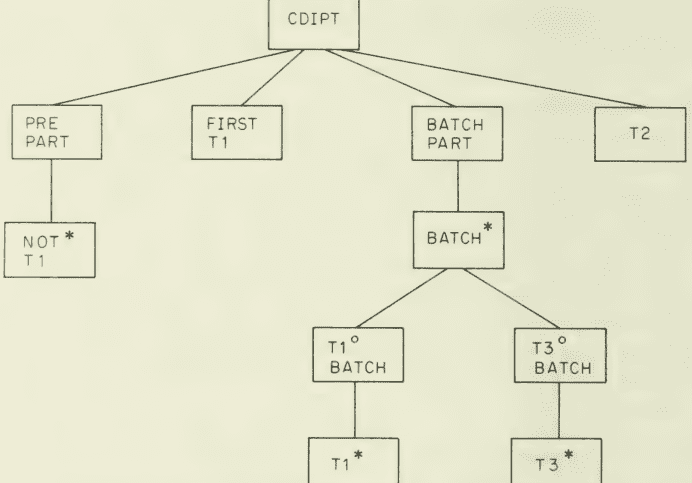 CDIPT
PRE
PART
FIRST
T1
BATCH
PART
T2
NOT*
T1
BATCH*
T1°
BATCH
T3°
BATCH
T1*
T3*